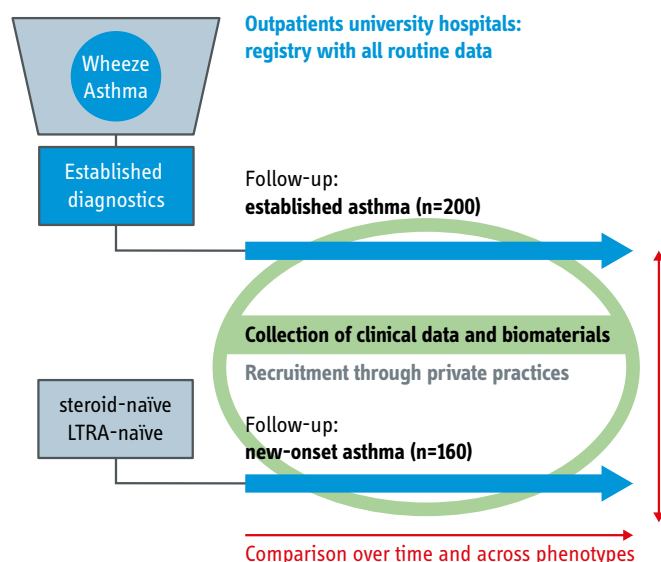 Outpatients university hospitals:
registry with all routine data
Wheeze
Asthma
Established
diagnostics
Follow-up:
established asthma (n=200)
Collection of clinical data and biomaterials
Recruitment through private practices
steroid-naïve
LTRA-naïve
Follow-up:
new-onset asthma (n=160)
Comparison over time and across phenotypes